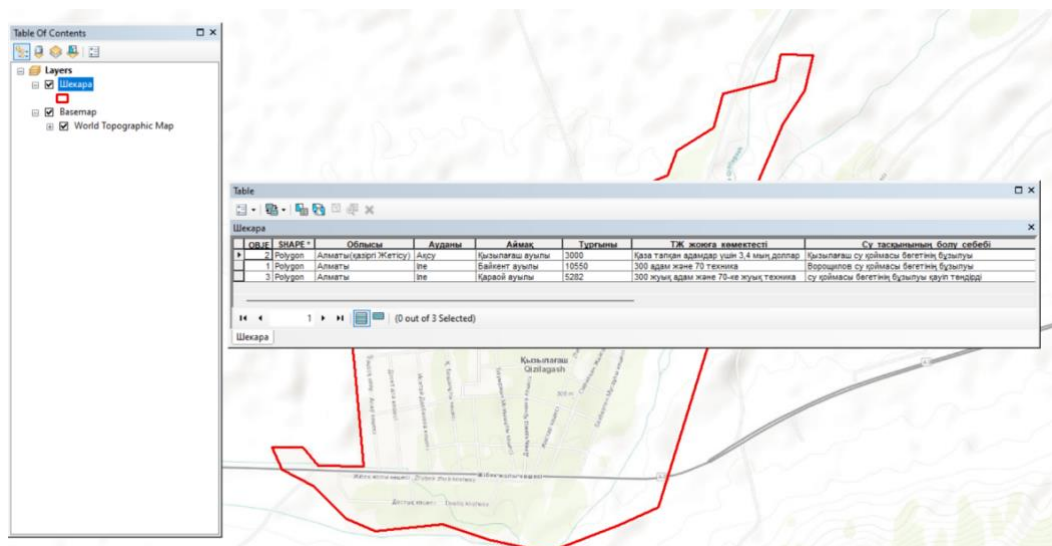 Table Of Contents
Layers
Шекара
Basemap
World Topographic Map
Table
Шекара
OBJE SHAPE * Облысы Ауданы Аймақ Тұрғыны ТЖ жоюға көмектесті Су тасқынының болу себебі
2 Polygon Алматы(қазіргі Жетісу) Ақсу Қызылағаш ауылы 3000 Қаза тапқан адамдар үшін 3,4 мың доллар Қызылағаш су қоймасы бөгетінің бұзылуы
1 Polygon Алматы Іле Байкент ауылы 10550 300 адам және 70 техника Ворошилов су қоймасы бөгетінің бұзылуы
3 Polygon Алматы Іле Қараой ауылы 5282 300 жуық адам және 70-ке жуық техника су қоймасы бөгетінің бұзылуы қауіп төндірді
1 (0 out of 3 Selected)
Шекара
Қызылағаш
Qizilagash